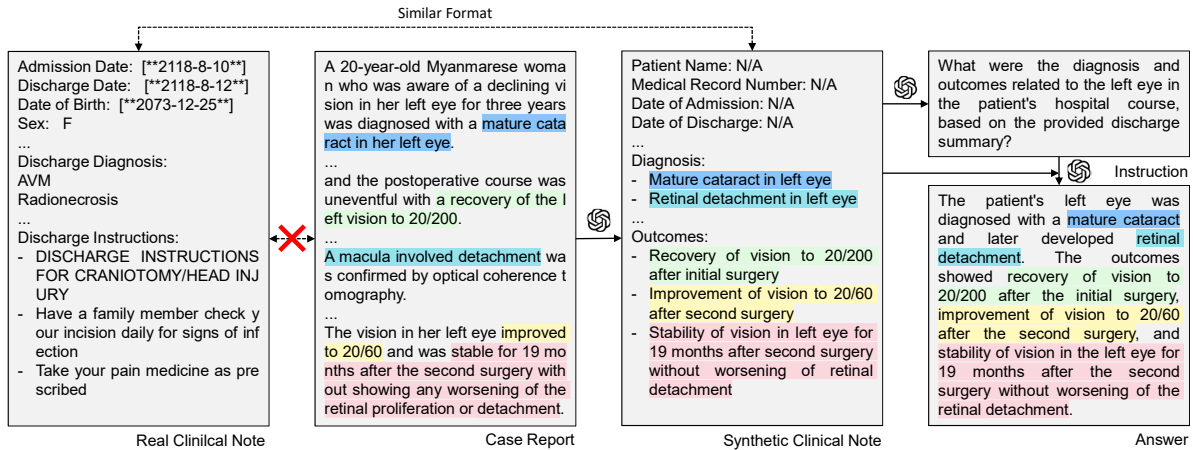 Similar Format
Admission Date:  [**2118-8-10**]
Discharge Date:  [**2118-8-12**]
Date of Birth:  [**2073-12-25**]
Sex:   F
...
Discharge Diagnosis:
AVM
Radionecrosis
...
Discharge Instructions:
- DISCHARGE INSTRUCTIONS
FOR CRANIOTOMY/HEAD INJ
URY
- Have a family member check y
our incision daily for signs of inf
ection
- Take your pain medicine as pre
scribed
Real Clinilcal Note
A 20-year-old Myanmarese woma
n who was aware of a declining vi
sion in her left eye for three years
was diagnosed with a mature cata
ract in her left eye.
...
and the postoperative course was
uneventful with a recovery of the l
eft vision to 20/200.
...
A macula involved detachment wa
s confirmed by optical coherence t
omography.
...
The vision in her left eye improved
to 20/60 and was stable for 19 mo
nths after the second surgery with
out showing any worsening of the
retinal proliferation or detachment.
Case Report
Patient Name: N/A
Medical Record Number: N/A
Date of Admission: N/A
Date of Discharge: N/A
...
Diagnosis:
- Mature cataract in left eye
- Retinal detachment in left eye
...
Outcomes:
- Recovery of vision to 20/200
after initial surgery
- Improvement of vision to 20/60
after second surgery
- Stability of vision in left eye for
19 months after second surgery
without worsening of retinal
detachment
Synthetic Clinical Note
What were the diagnosis and
outcomes related to the left eye in
the patient's hospital course,
based on the provided discharge
summary?
Instruction
The patient's left eye was
diagnosed with a mature cataract
and later developed retinal
detachment. The outcomes
showed recovery of vision to
20/200 after the initial surgery,
improvement of vision to 20/60
after the second surgery, and
stability of vision in the left eye for
19 months after the second
surgery without worsening of the
retinal detachment.
Answer